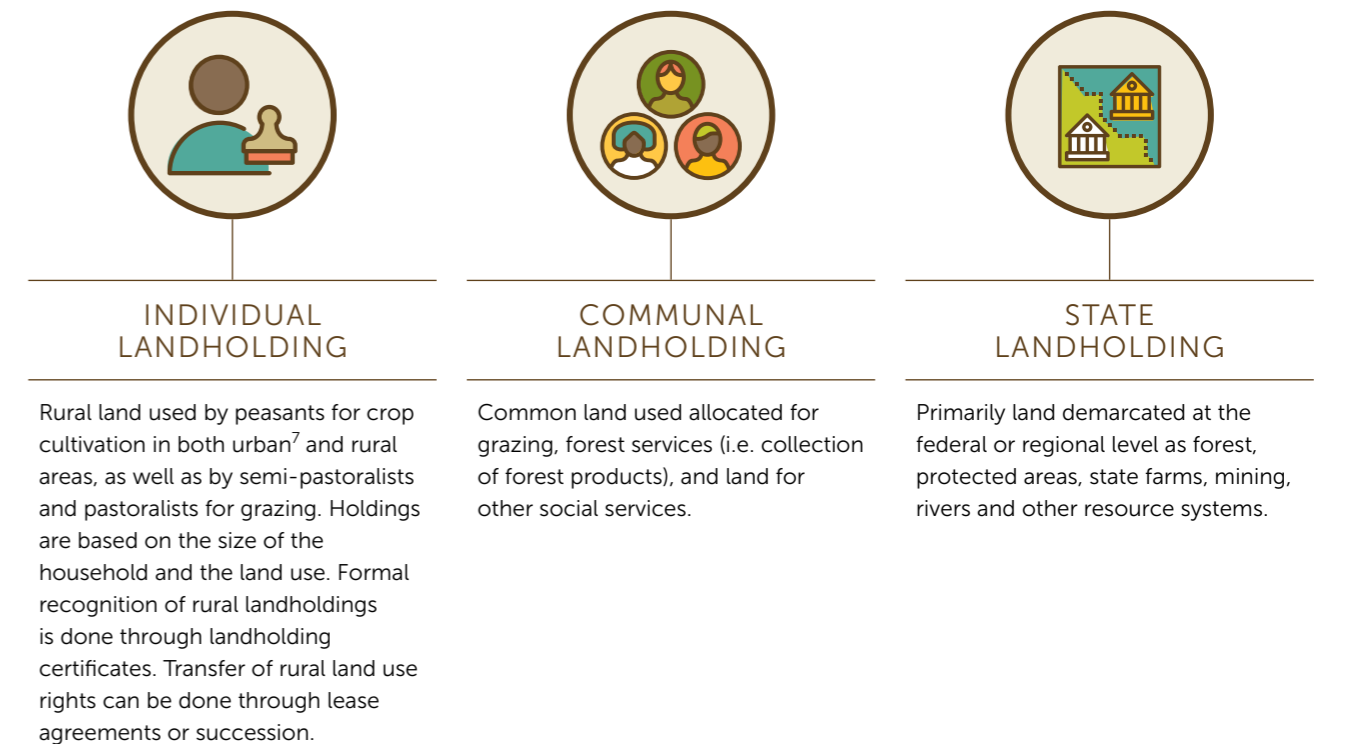 INDIVIDUAL
LANDHOLDING
Rural land used by peasants for crop
cultivation in both urban7 and rural
areas, as well as by semi-pastoralists
and pastoralists for grazing. Holdings
are based on the size of the
household and the land use. Formal
recognition of rural landholdings
is done through landholding
certificates. Transfer of rural land use
rights can be done through lease
agreements or succession.
COMMUNAL
LANDHOLDING
Common land used allocated for
grazing, forest services (i.e. collection
of forest products), and land for
other social services.
STATE
LANDHOLDING
Primarily land demarcated at the
federal or regional level as forest,
protected areas, state farms, mining,
rivers and other resource systems.